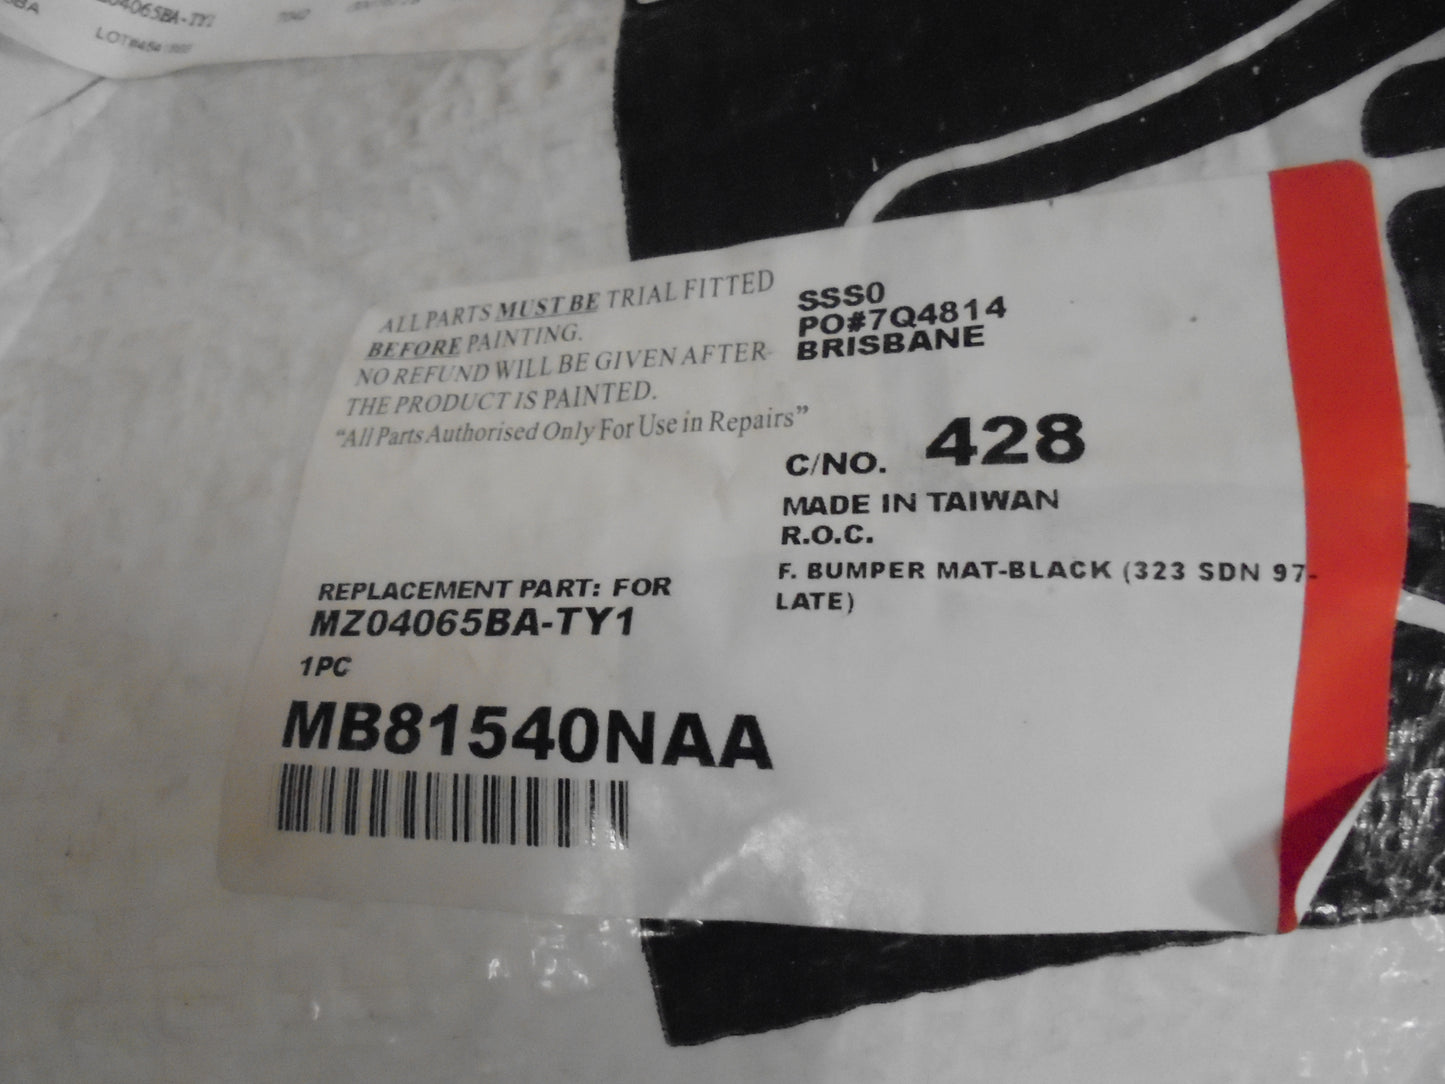 04065BA-TY1
ALL PARTS MUST BE TRIAL FITTED
BEFORE PAINTING.
NO REFUND WILL BE GIVEN AFTER
THE PRODUCT IS PAINTED.
“All Parts Authorised Only For Use in Repairs”
SSS0
PO#7Q4814
BRISBANE
C/NO. 428
MADE IN TAIWAN
R.O.C.
F. BUMPER MAT-BLACK (323 SDN 97-
LATE)
REPLACEMENT PART: FOR
MZ04065BA-TY1
1PC
MB81540NAA